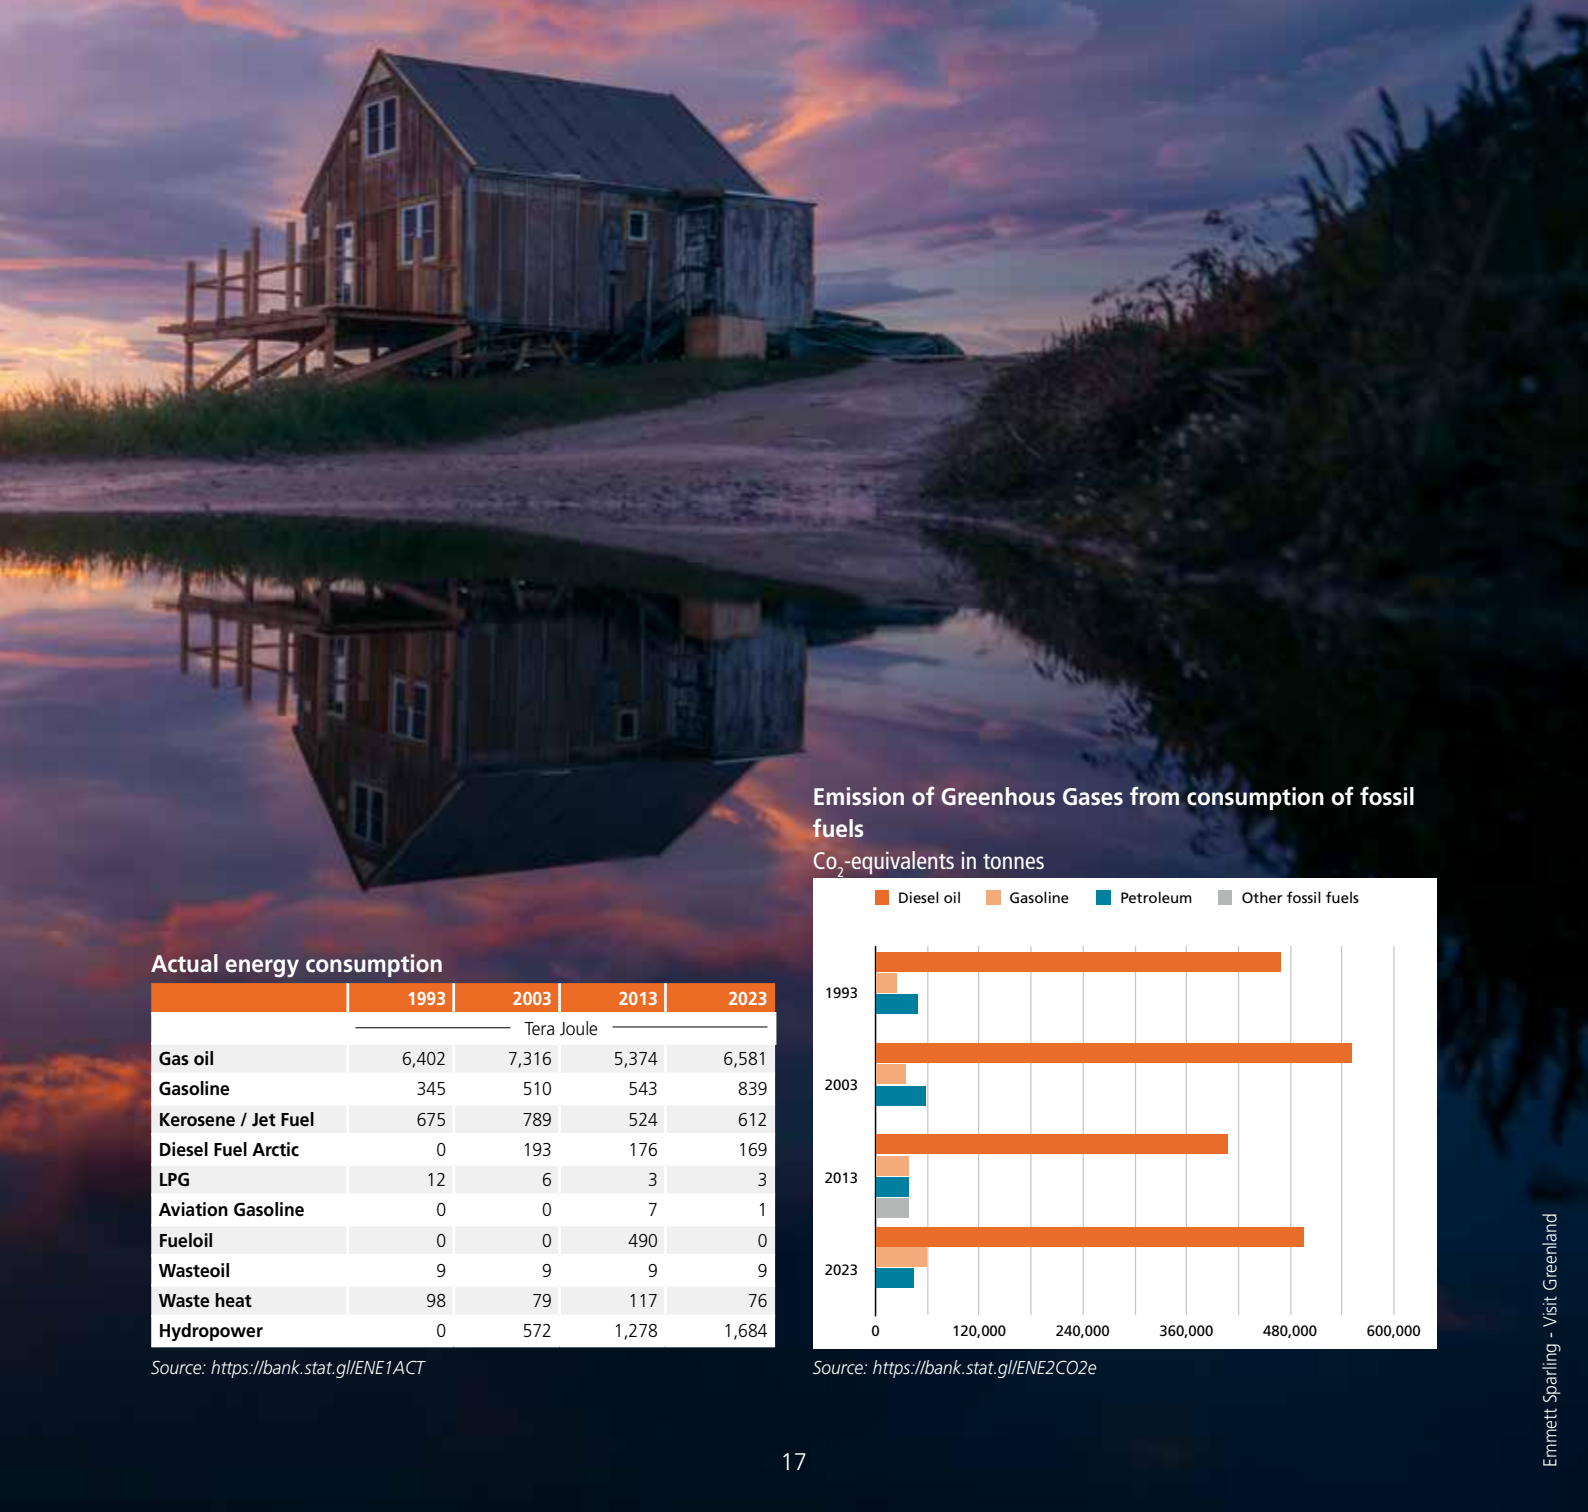 Emission of Greenhous Gases from consumption of fossil
fuels
Co2-equivalents in tonnes
Diesel oil Gasoline Petroleum Other fossil fuels
1993
2003
2013
2023
0 120,000 240,000 360,000 480,000 600,000
Source: https://bank.stat.gl/ENE2CO2e
Actual energy consumption
1993 2003 2013 2023
Tera Joule
Gas oil 6,402 7,316 5,374 6,581
Gasoline 345 510 543 839
Kerosene / Jet Fuel 675 789 524 612
Diesel Fuel Arctic 0 193 176 169
LPG 12 6 3 3
Aviation Gasoline 0 0 7 1
Fueloil 0 0 490 0
Wasteoil 9 9 9 9
Waste heat 98 79 117 76
Hydropower 0 572 1,278 1,684
Source: https://bank.stat.gl/ENE1ACT
Emmett Sparling - Visit Greenland
17